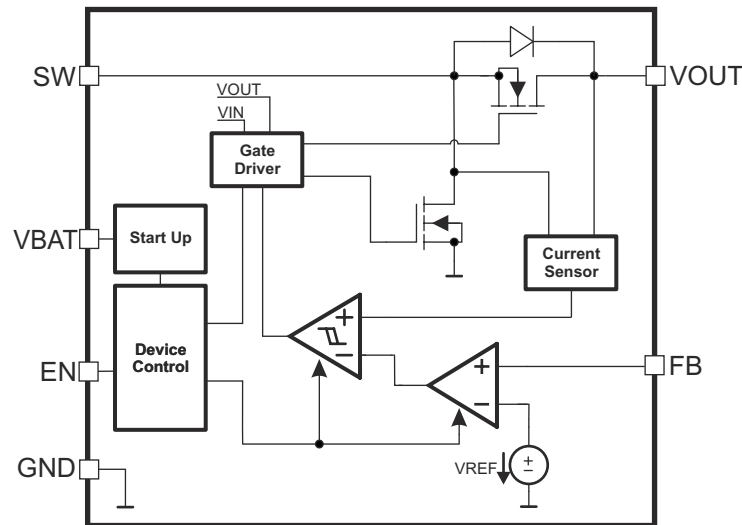 SW
VOUT
VOUT
VIN
Gate
Driver
VBAT
Start Up
Current
Sensor
Device
Control
EN
FB
+
−
+
−
GND
VREF
+
−